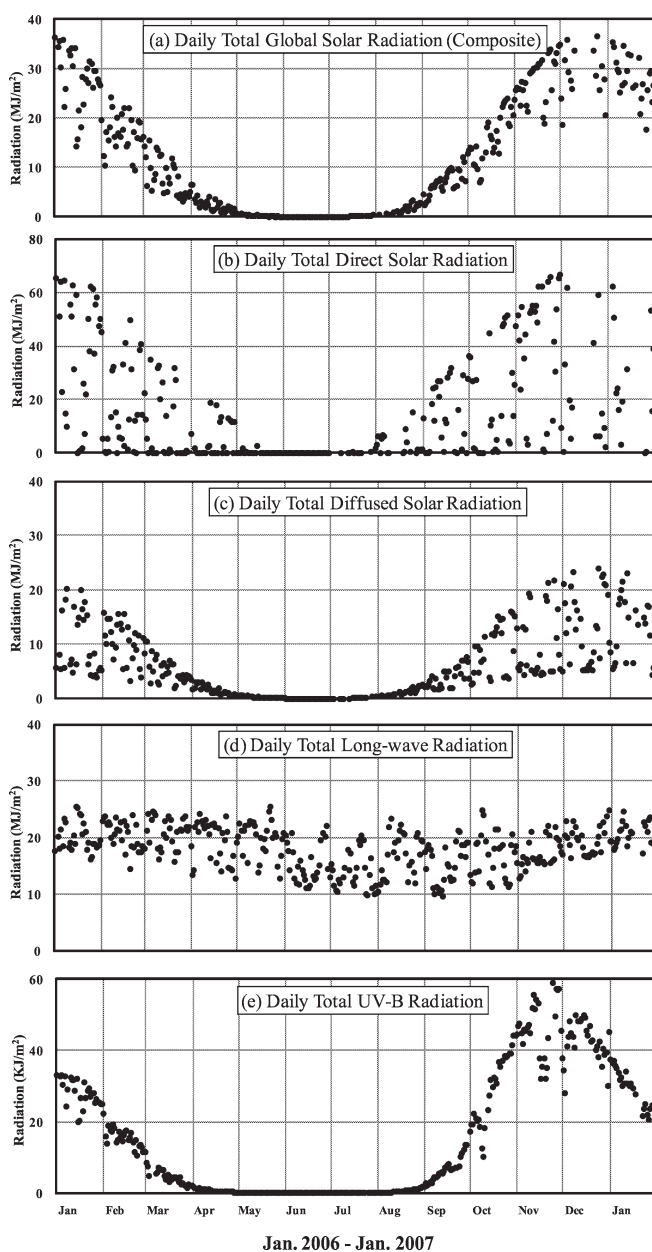 40
(a) Daily Total Global Solar Radiation (Composite)
30
20
10
0
Radiation (MJ/m²)
80
(b) Daily Total Direct Solar Radiation
60
40
20
0
Radiation (MJ/m²)
40
(c) Daily Total Diffused Solar Radiation
30
20
10
0
Radiation (MJ/m²)
40
(d) Daily Total Long-wave Radiation
30
20
10
0
Radiation (MJ/m²)
60
(e) Daily Total UV-B Radiation
40
20
0
Radiation (KJ/m²)
Jan Feb Mar Apr May Jun Jul Aug Sep Oct Nov Dec Jan
Jan. 2006 - Jan. 2007